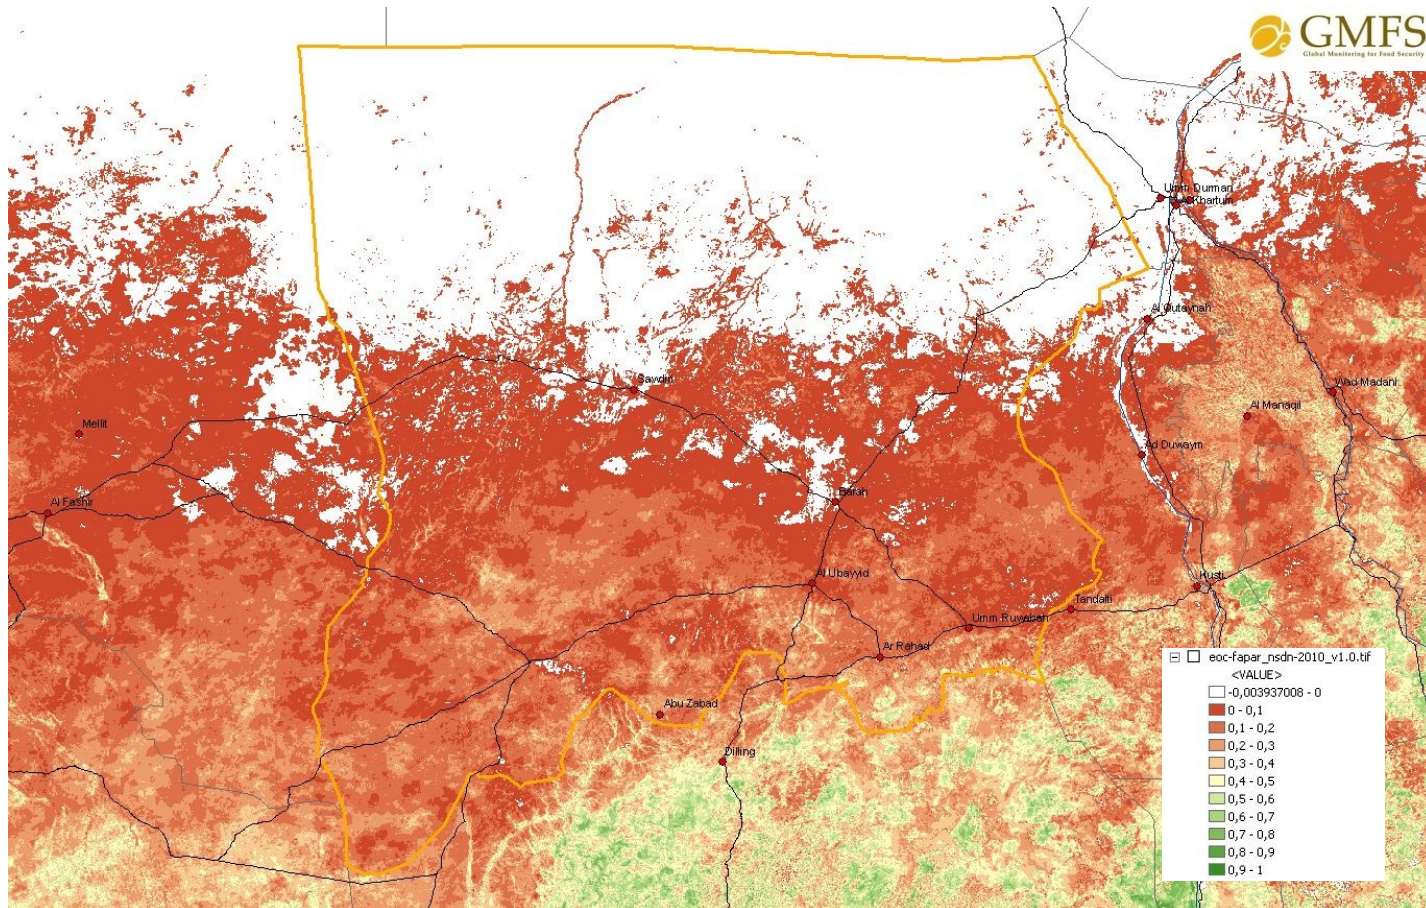 GMFS
Global Monitoring for Food Security
Umm Durman
Al Khartum
Al Qutaynah
Sawdiri
Wad Madani
Al Manaqil
Mellit
Ad Duwaym
Barah
Al Fashir
Al Ubayyid
Kusti
Tandalti
Umm Ruwabah
Ar Rahad
Abu Zabad
Dilling
eoc-fapar_nsdn-2010_v1.0.tif
<VALUE>
-0,003937008 - 0
0 - 0,1
0,1 - 0,2
0,2 - 0,3
0,3 - 0,4
0,4 - 0,5
0,5 - 0,6
0,6 - 0,7
0,7 - 0,8
0,8 - 0,9
0,9 - 1